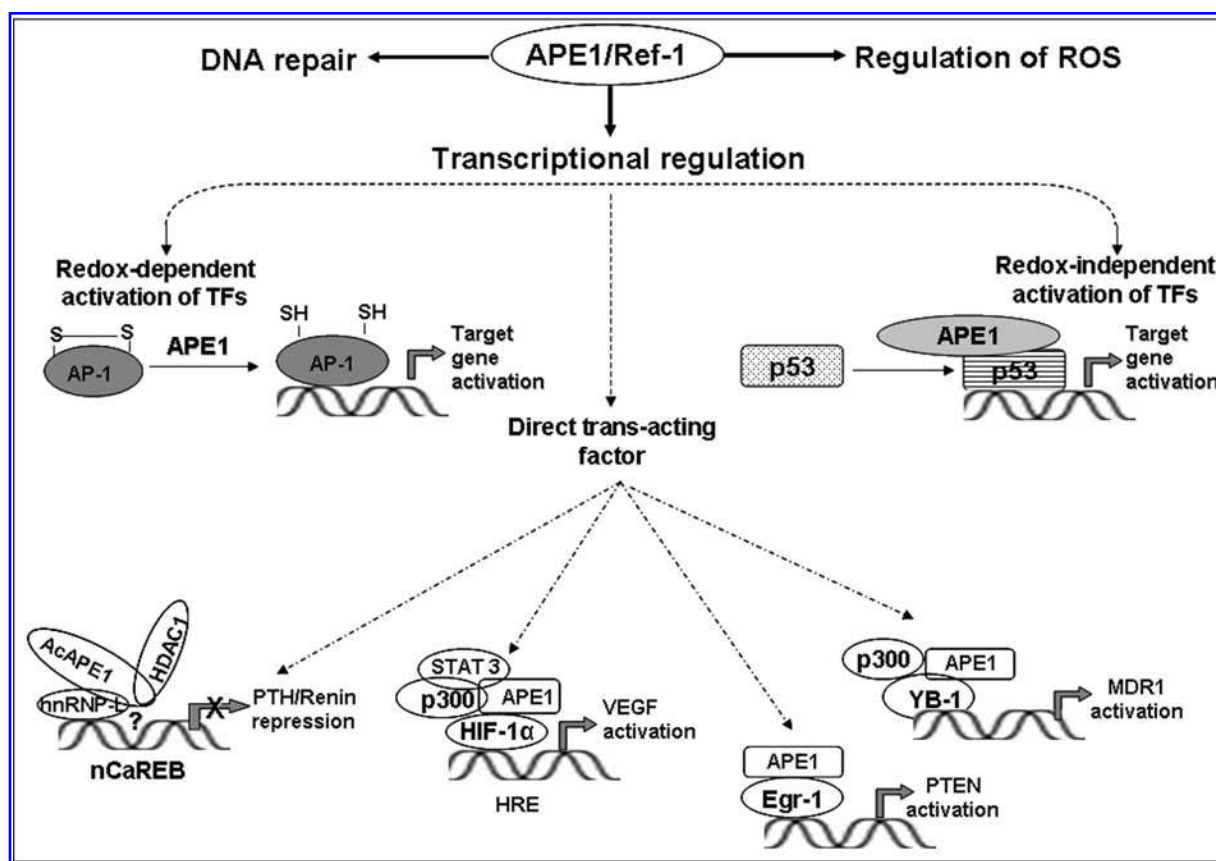 APE1/Ref-1
DNA repair
Regulation of ROS
Transcriptional regulation
Redox-dependent
activation of TFs
S
S
AP-1
APE1
SH
SH
AP-1
Target
gene
activation
Redox-independent
activation of TFs
p53
APE1
p53
Target
gene
activation
Direct trans-acting
factor
AcAPE1
HDAC1
hnRNP-L
?
X
PTH/Renin
repression
nCaREB
STAT 3
p300
APE1
HIF-1α
VEGF
activation
HRE
APE1
Egr-1
PTEN
activation
p300
APE1
YB-1
MDR1
activation